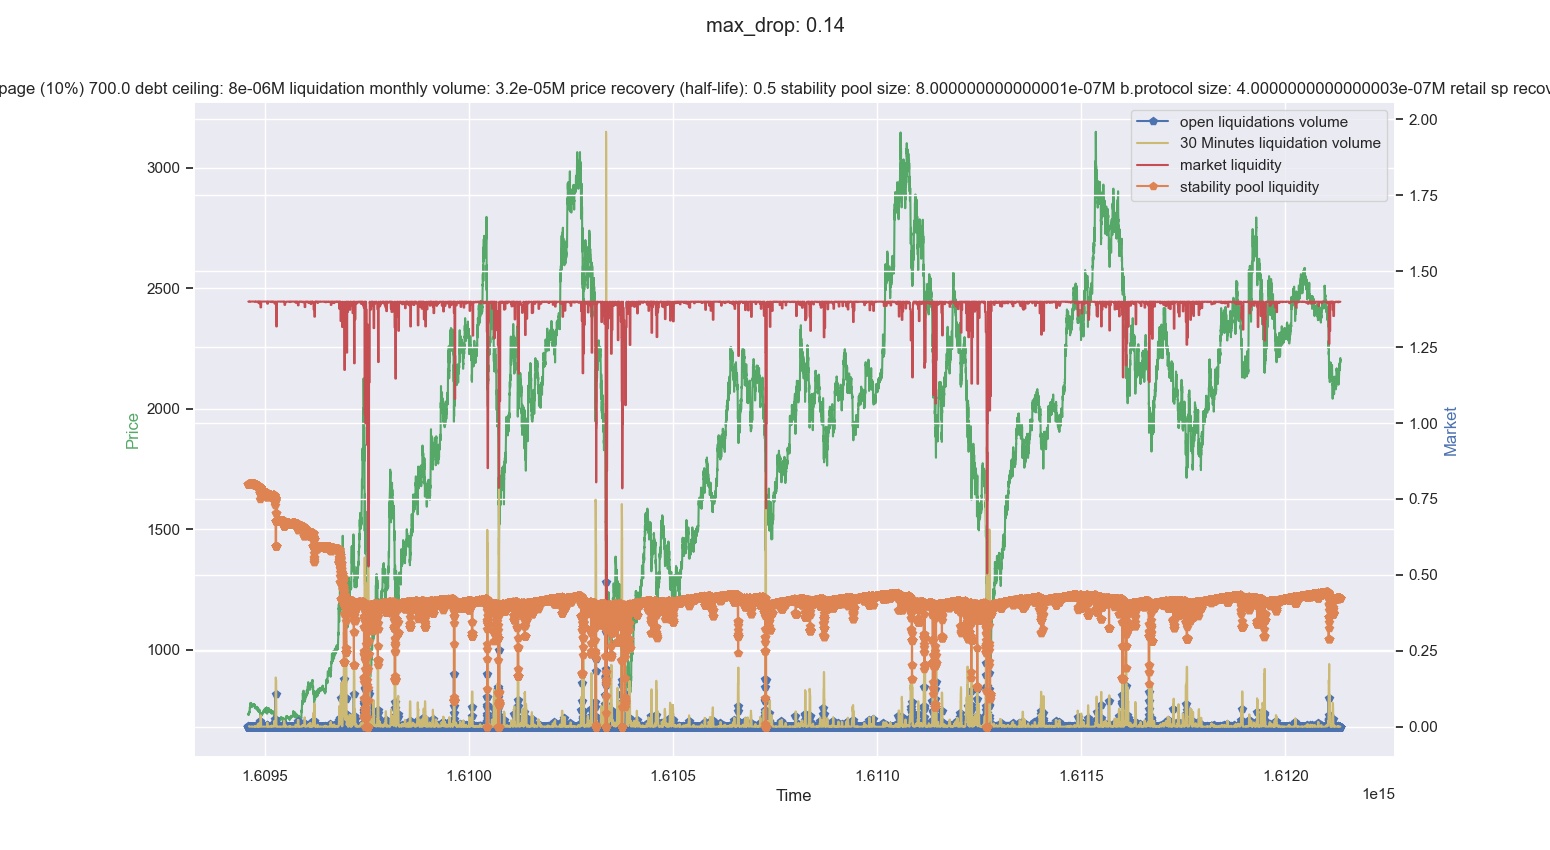 max_drop: 0.14
page (10%) 700.0 debt ceiling: 8e-06M liquidation monthly volume: 3.2e-05M price recovery (half-life): 0.5 stability pool size: 8.000000000000001e-07M b.protocol size: 4.0000000000000003e-07M retail sp recov
open liquidations volume
30 Minutes liquidation volume
market liquidity
stability pool liquidity
3000
2500
2000
1500
1000
Price
2.00
1.75
1.50
1.25
1.00
0.75
0.50
0.25
0.00
Market
1.6095 1.6100 1.6105 1.6110 1.6115 1.6120
Time
1e15